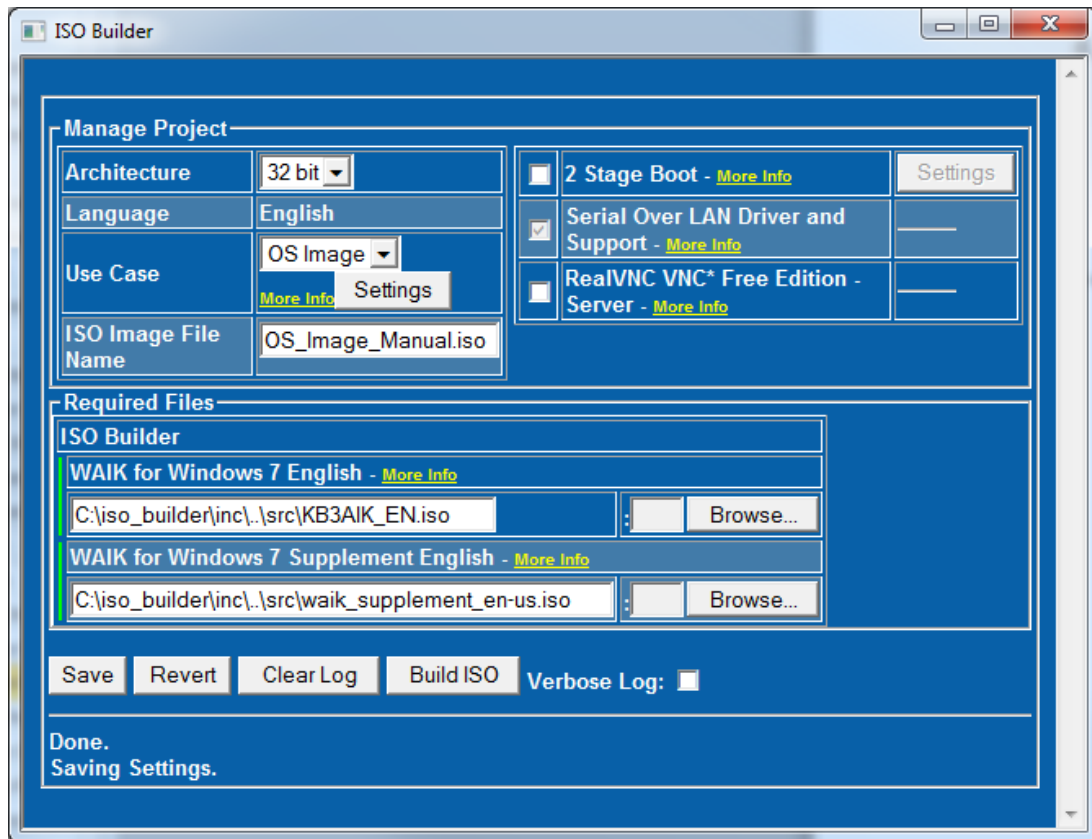 ISO Builder
Manage Project
Architecture
32 bit
Language
English
Use Case
OS Image
More Info
Settings
ISO Image File
Name
OS_Image_Manual.iso
2 Stage Boot - More Info
Settings
Serial Over LAN Driver and
Support - More Info
RealVNC VNC* Free Edition -
Server - More Info
Required Files
ISO Builder
WAIK for Windows 7 English - More Info
C:\iso_builder\inc\..\src\KB3AIK_EN.iso
: Browse...
WAIK for Windows 7 Supplement English - More Info
C:\iso_builder\inc\..\src\waik_supplement_en-us.iso
: Browse...
Save Revert Clear Log Build ISO Verbose Log:
Done.
Saving Settings.